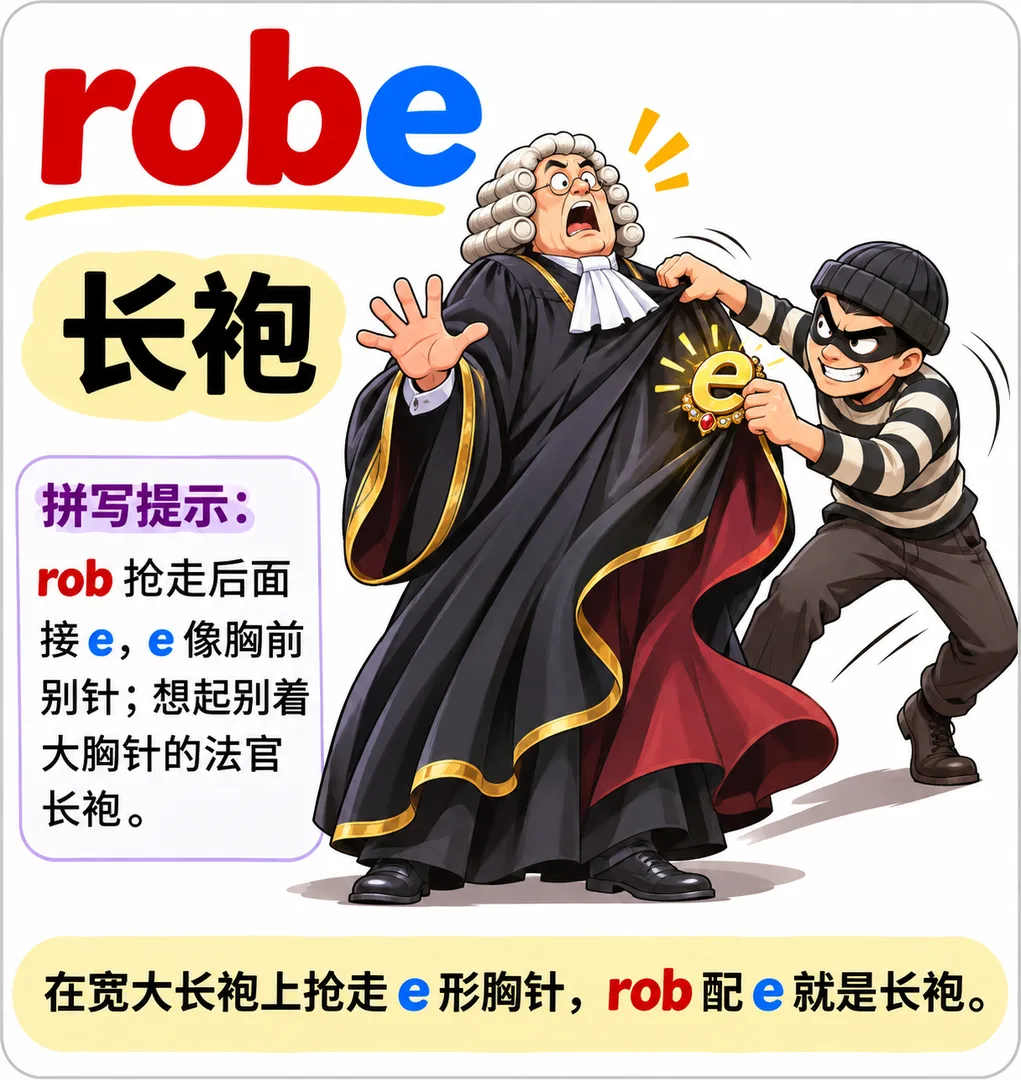 robe
长袍
拼写提示：
rob 抢走后面
接 e，e 像胸前
别针；想起别着
大胸针的法官
长袍。
e
在宽大长袍上抢走 e 形胸针，rob 配 e 就是长袍。